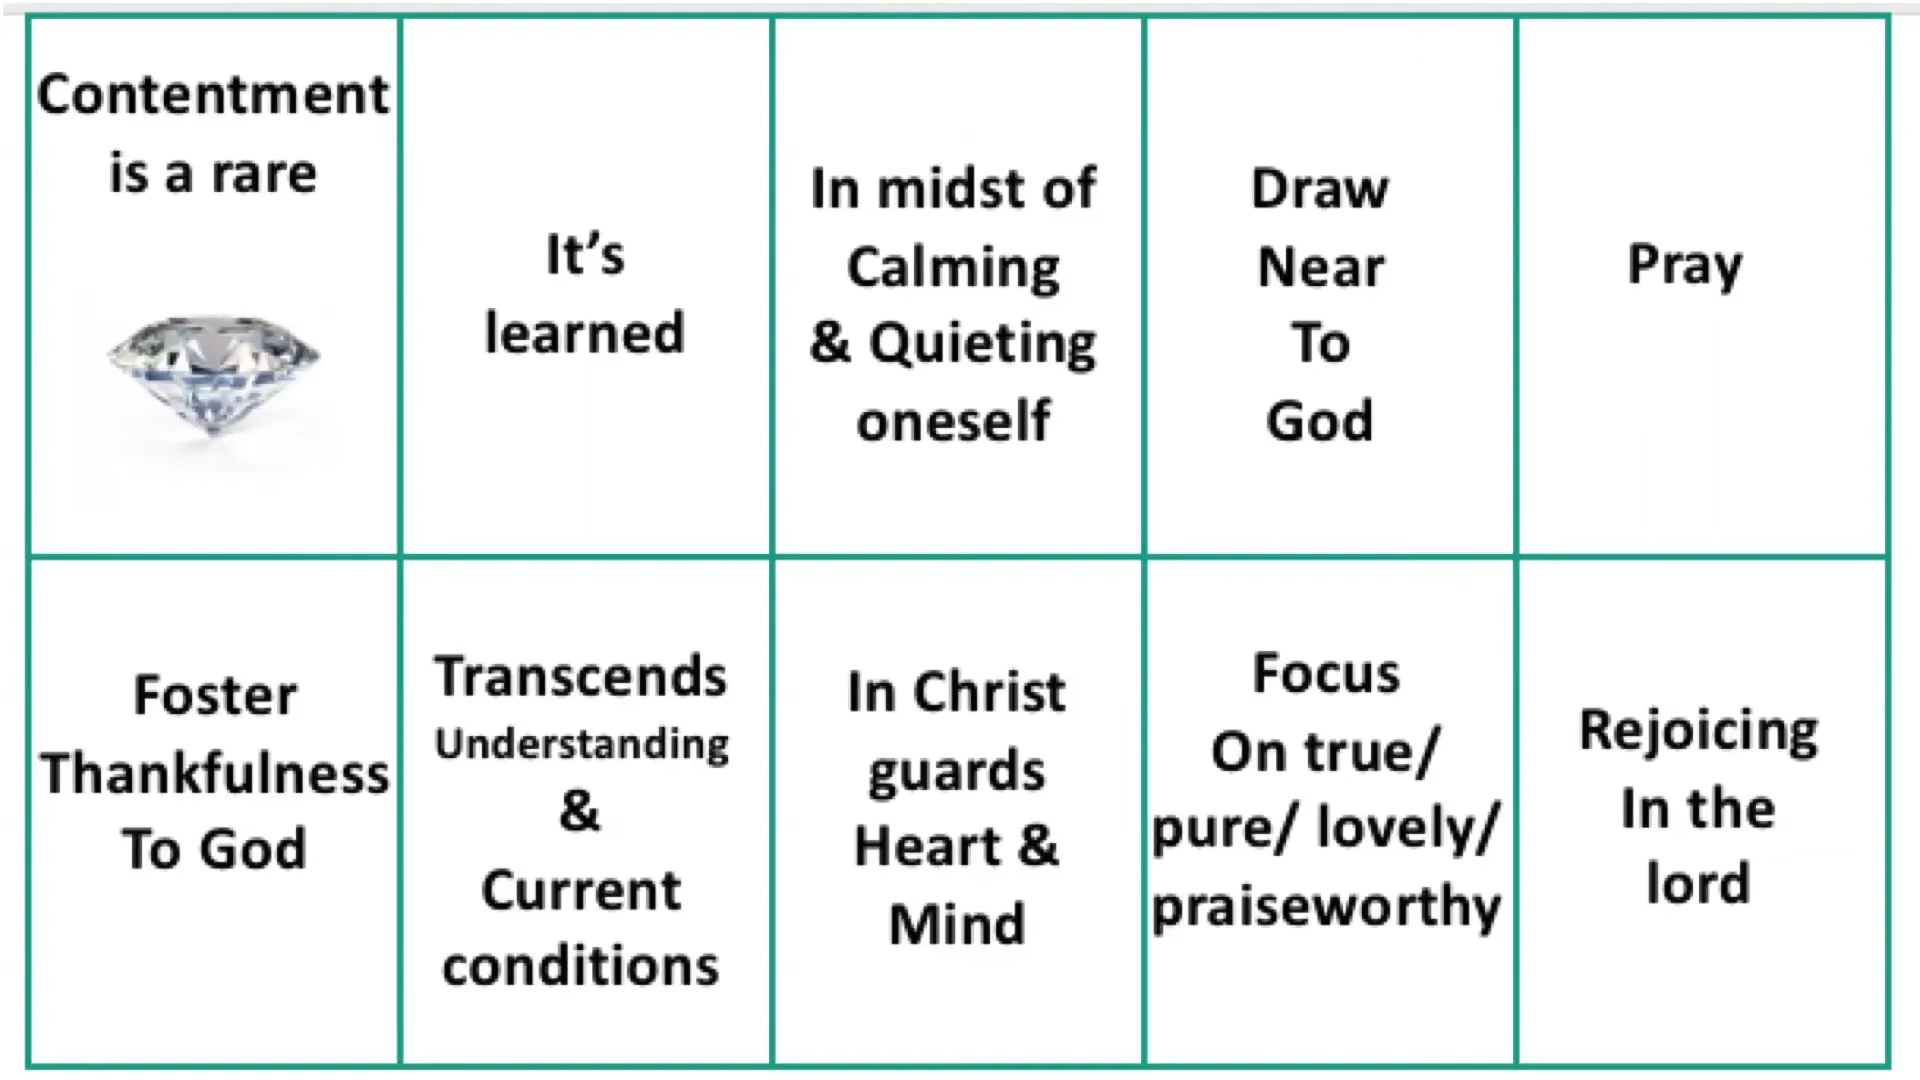 Contentment
is a rare
It's
learned
In midst of
Calming
& Quieting
oneself
Draw
Near
To
God
Pray
Foster
Thankfulness
To God
Transcends
Understanding
&
Current
conditions
In Christ
guards
Heart &
Mind
Focus
On true/
pure/ lovely/
praiseworthy
Rejoicing
In the
lord